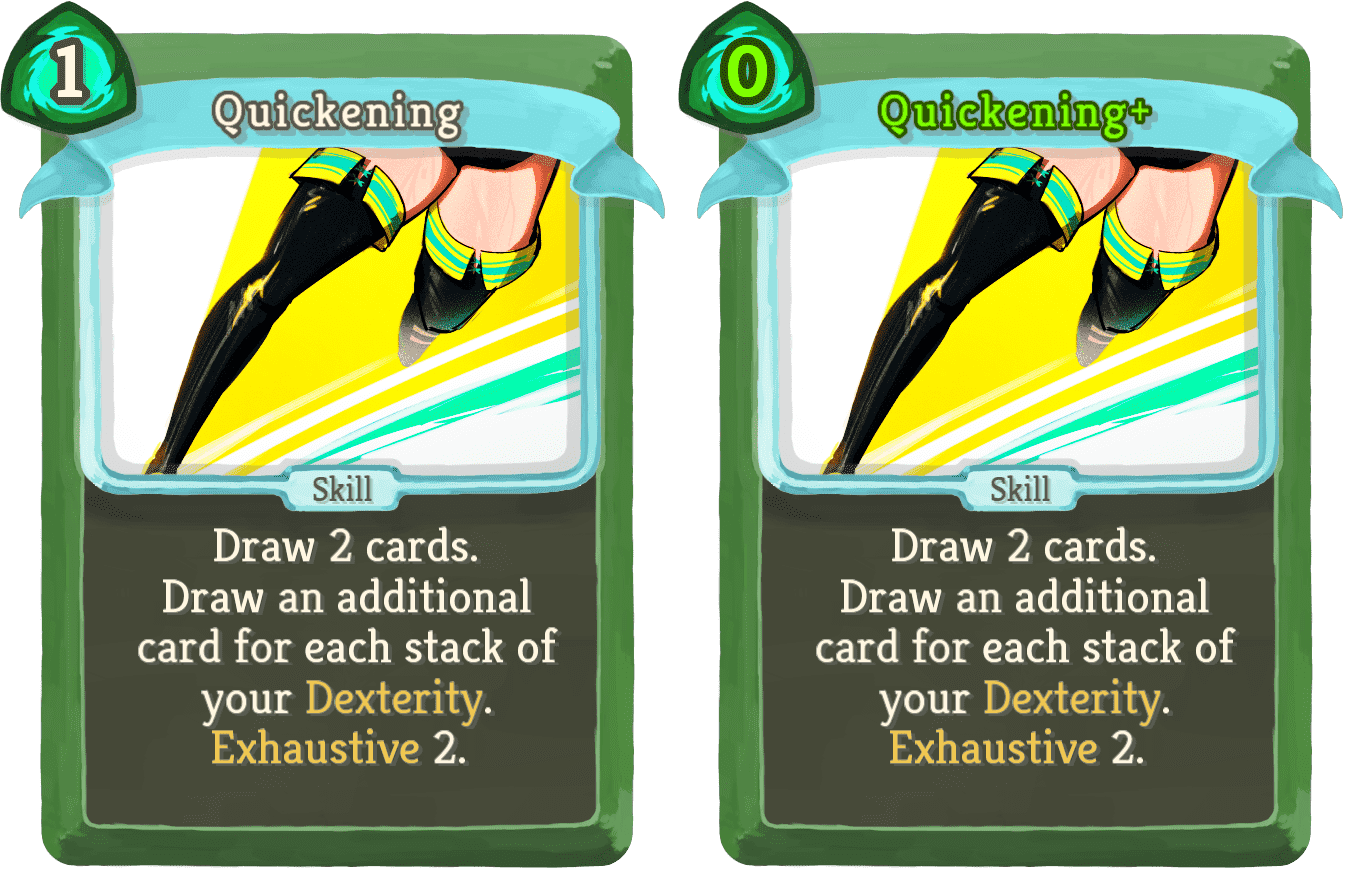 1
Quickening
Skill
Draw 2 cards.
Draw an additional
card for each stack of
your Dexterity.
Exhaustive 2.
0
Quickening+
Skill
Draw 2 cards.
Draw an additional
card for each stack of
your Dexterity.
Exhaustive 2.